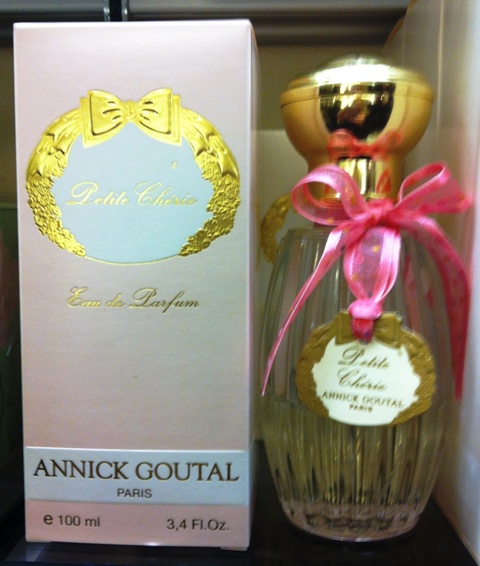 Petite Chérie
Eau de Parfum
ANNICK GOUTAL
PARIS
e 100 ml 3,4 Fl.Oz.
Petite
Chérie
ANNICK GOUTAL
PARIS